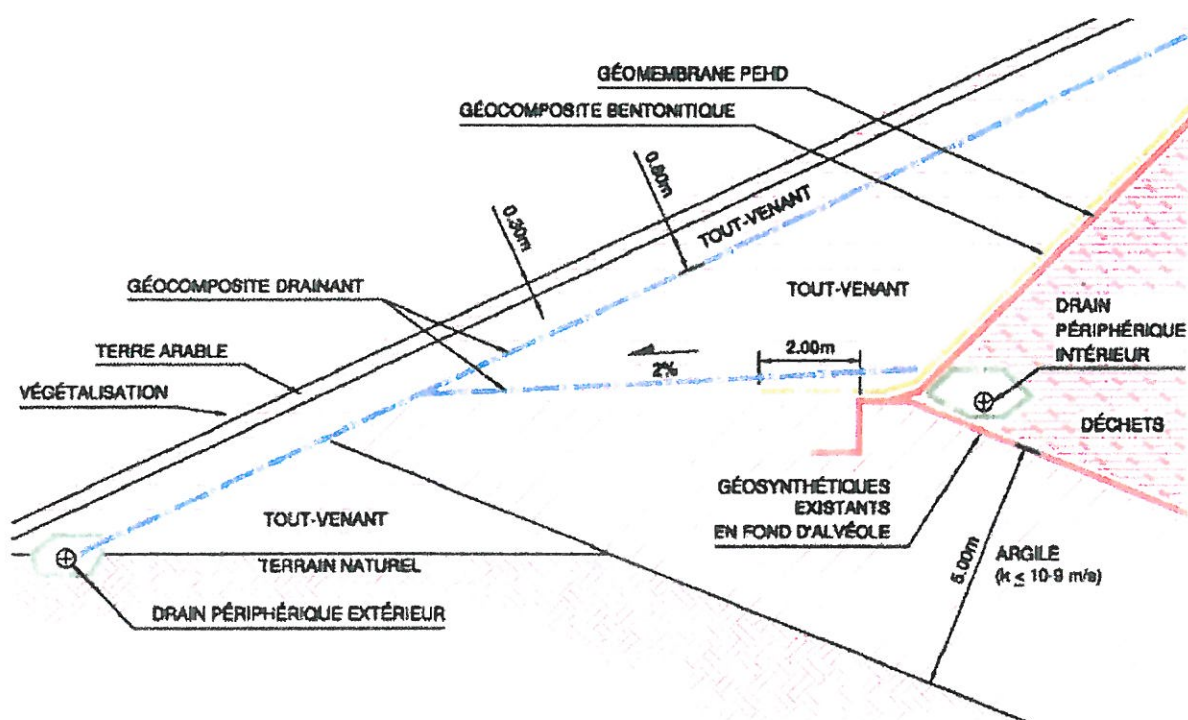 GÉOMEMBRANE PEHD
GÉOCOMPOSITE BENTONITIQUE
0.80m
TOUT-VENANT
0.30m
GÉOCOMPOSITE DRAINANT
TOUT-VENANT
DRAIN
PÉRIPHÉRIQUE
INTÉRIEUR
TERRE ARABLE
2.00m
2%
VÉGÉTALISATION
DÉCHETS
GÉOSYNTHÉTIQUES
EXISTANTS
EN FOND D'ALVÉOLE
TOUT-VENANT
5.00m
ARGILE
(k ≤ 10-9 m/s)
TERRAIN NATUREL
DRAIN PÉRIPHÉRIQUE EXTÉRIEUR